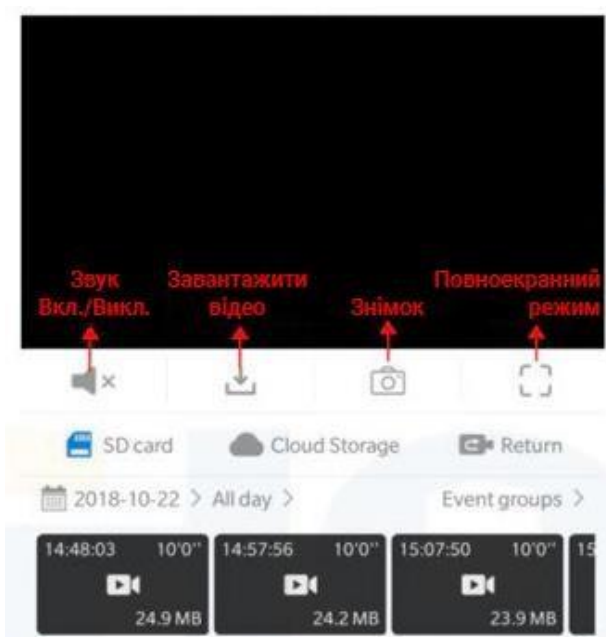 Звук
Вкл./Викл.
Завантажити
відео
Знімок
Повноекранний
режим
SD card
Cloud Storage
Return
2018-10-22 > All day >
Event groups >
14:48:03 10'0''
24.9 MB
14:57:56 10'0''
24.2 MB
15:07:50 10'0''
23.9 MB
15